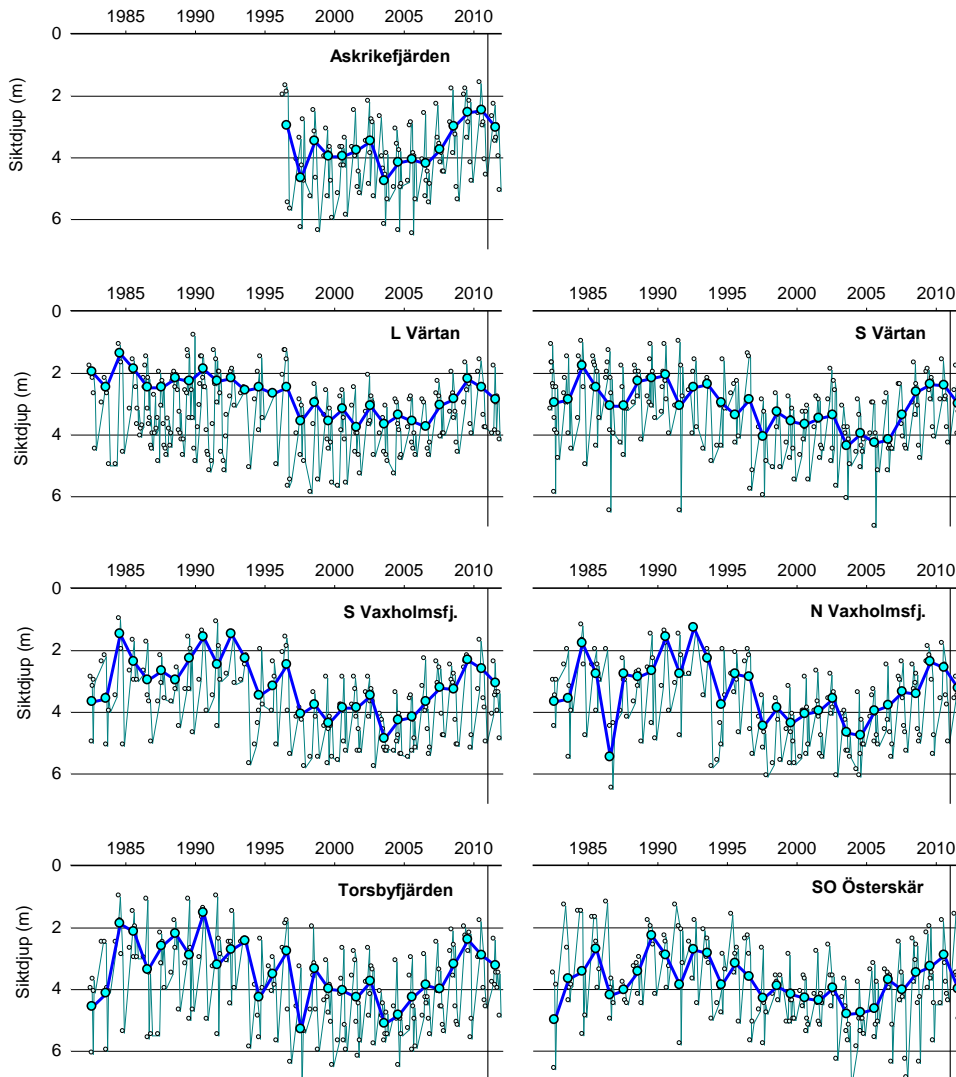 1985 1990 1995 2000 2005 2010
0
Askrikefjärden
2
4
6
Siktdjup (m)
1985 1990 1995 2000 2005 2010
0
L Värtan
2
4
6
Siktdjup (m)
1985 1990 1995 2000 2005 2010
S Värtan
1985 1990 1995 2000 2005 2010
0
S Vaxholmsfj.
2
4
6
Siktdjup (m)
1985 1990 1995 2000 2005 2010
N Vaxholmsfj.
1985 1990 1995 2000 2005 2010
0
Torsbyfjärden
2
4
6
Siktdjup (m)
1985 1990 1995 2000 2005 2010
SO Österskär